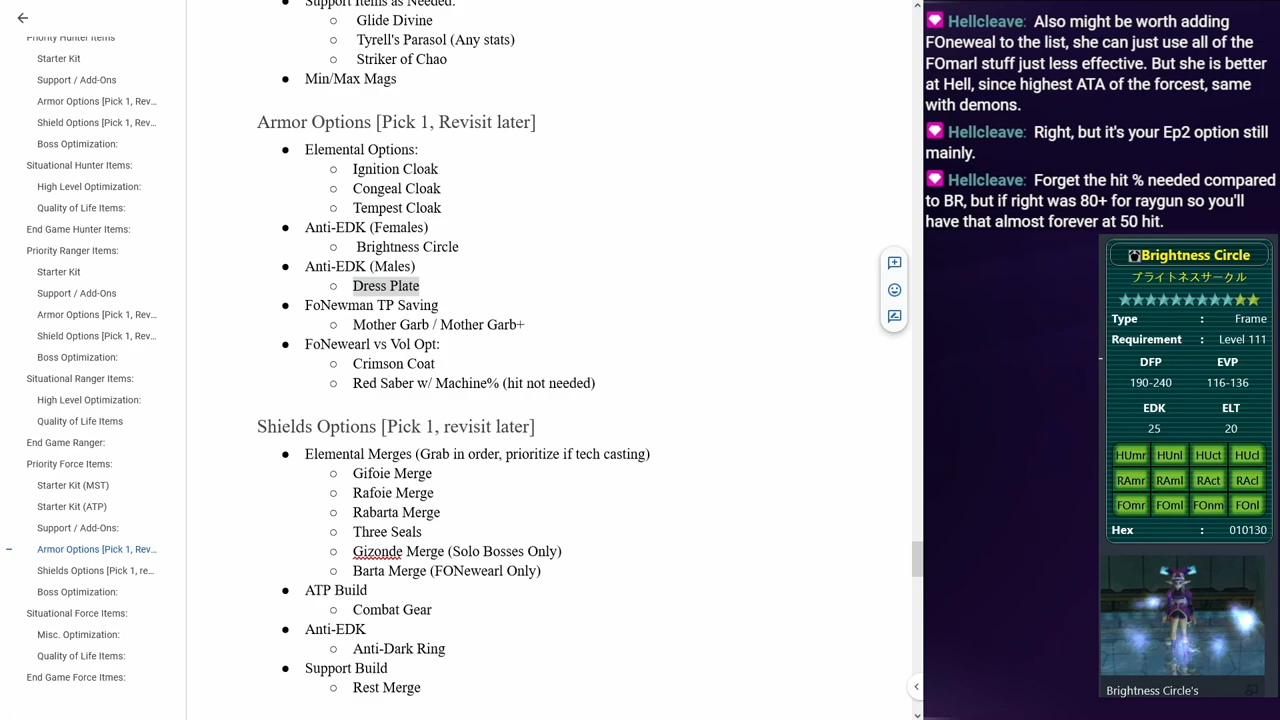 Priority Hunter Items
Starter Kit
Support / Add-Ons
Armor Options [Pick 1, Rev...
Shield Options [Pick 1, Rev...
Boss Optimization:
Situational Hunter Items:
High Level Optimization:
Quality of Life Items:
End Game Hunter Items:
Priority Ranger Items:
Starter Kit
Support / Add-Ons:
Armor Options [Pick 1, Rev...
Shield Options [Pick 1, Rev...
Boss Optimization:
Situational Ranger Items:
High Level Optimization:
Quality of Life Items
End Game Ranger:
Priority Force Items:
Starter Kit (MST)
Starter Kit (ATP)
Support / Add-Ons:
Armor Options [Pick 1, Rev...
Shields Options [Pick 1, re...
Boss Optimization:
Situational Force Items:
Misc. Optimization:
Quality of Life Items:
End Game Force Itmes:
● Support Items as Needed:
○ Glide Divine
○ Tyrell's Parasol (Any stats)
○ Striker of Chao
● Min/Max Mags
Armor Options [Pick 1, Revisit later]
● Elemental Options:
○ Ignition Cloak
○ Congeal Cloak
○ Tempest Cloak
● Anti-EDK (Females)
○ Brightness Circle
● Anti-EDK (Males)
○ Dress Plate
● FoNewman TP Saving
○ Mother Garb / Mother Garb+
● FoNewearl vs Vol Opt:
○ Crimson Coat
○ Red Saber w/ Machine% (hit not needed)
Shields Options [Pick 1, revisit later]
● Elemental Merges (Grab in order, prioritize if tech casting)
○ Gifoie Merge
○ Rafoie Merge
○ Rabarta Merge
○ Three Seals
○ Gizonde Merge (Solo Bosses Only)
○ Barta Merge (FONewearl Only)
● ATP Build
○ Combat Gear
● Anti-EDK
○ Anti-Dark Ring
● Support Build
○ Rest Merge
Hellcleave: Also might be worth adding
FOneweal to the list, she can just use all of the
FOmarl stuff just less effective. But she is better
at Hell, since highest ATA of the forcest, same
with demons.
Hellcleave: Right, but it's your Ep2 option still
mainly.
Hellcleave: Forget the hit % needed compared
to BR, but if right was 80+ for raygun so you'll
have that almost forever at 50 hit.
Brightness Circle
ブライトネスサークル
Type : Frame
Requirement : Level 111
DFP EVP
190-240 116-136
EDK ELT
25 20
HUmr HUnl HUct HUcl
RAmr RAml RAct RAcl
FOmr FOml FOnm FOnl
Hex : 010130
Brightness Circle's